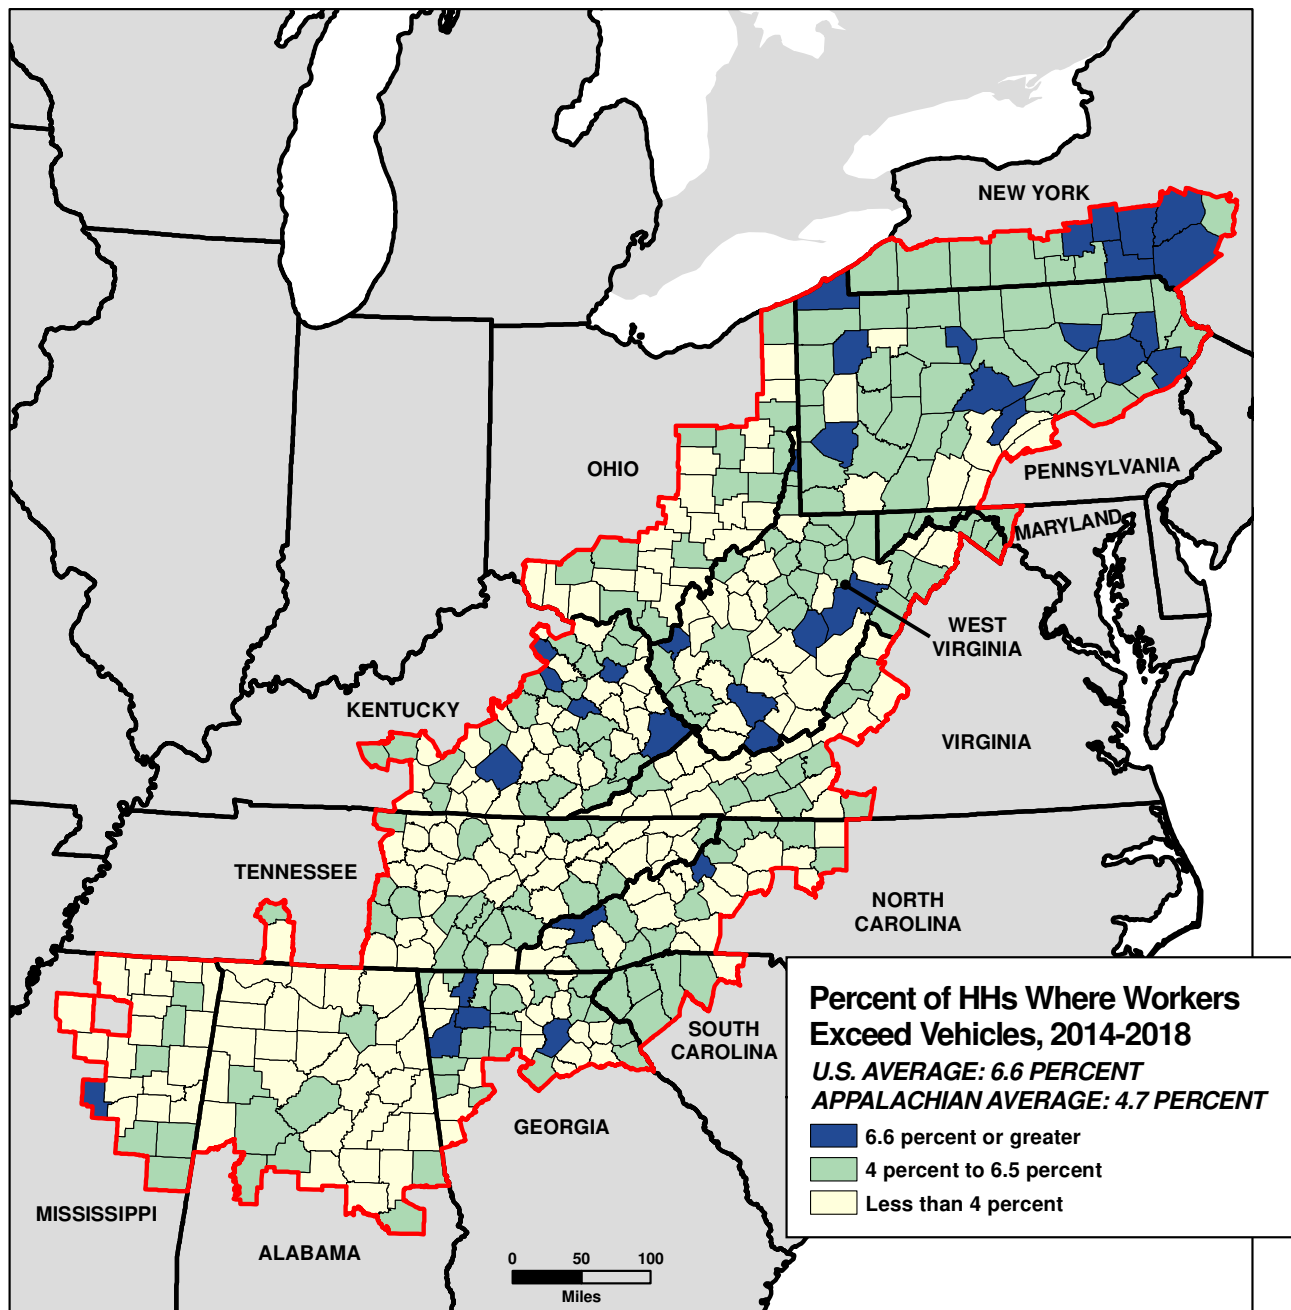 NEW YORK
OHIO
PENNSYLVANIA
MARYLAND
WEST
VIRGINIA
KENTUCKY
VIRGINIA
TENNESSEE
NORTH
CAROLINA
SOUTH
CAROLINA
GEORGIA
MISSISSIPPI
ALABAMA
Percent of HHs Where Workers
Exceed Vehicles, 2014-2018
U.S. AVERAGE: 6.6 PERCENT
APPALACHIAN AVERAGE: 4.7 PERCENT
6.6 percent or greater
4 percent to 6.5 percent
Less than 4 percent
0 50 100
Miles